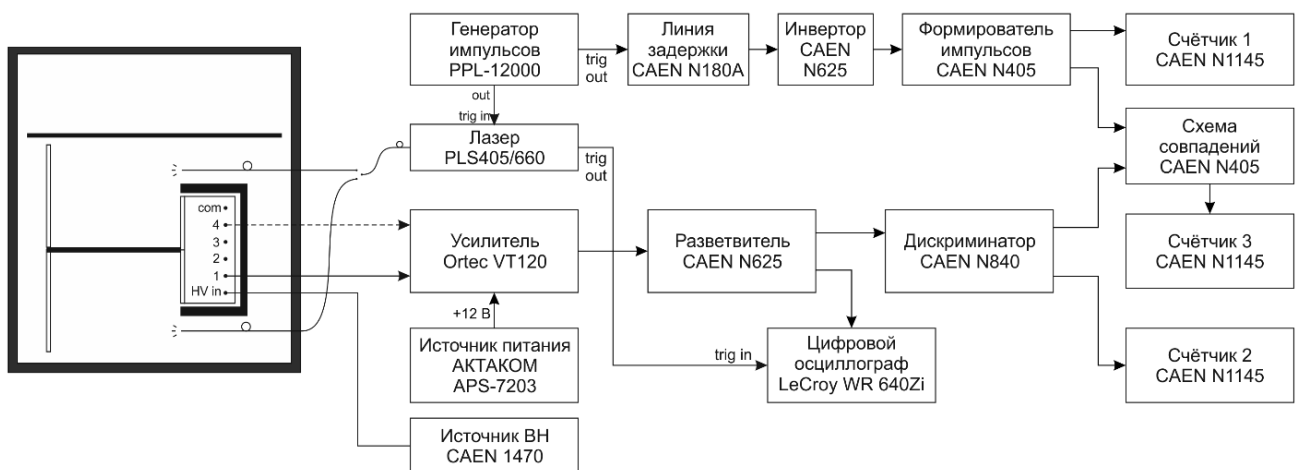 Генератор
импульсов
PPL-12000
trig
out
Линия
задержки
CAEN N180A
Инвертор
CAEN
N625
Формирователь
импульсов
CAEN N405
Счётчик 1
CAEN N1145
out
trig in
Лазер
PLS405/660
trig
out
Схема
совпадений
CAEN N405
com
4
3
2
1
HV in
Усилитель
Ortec VT120
Разветвитель
CAEN N625
Дискриминатор
CAEN N840
Счётчик 3
CAEN N1145
+12 В
Источник питания
АКТАКОМ
APS-7203
trig in
Цифровой
осциллограф
LeCroy WR 640Zi
Счётчик 2
CAEN N1145
Источник ВН
CAEN 1470